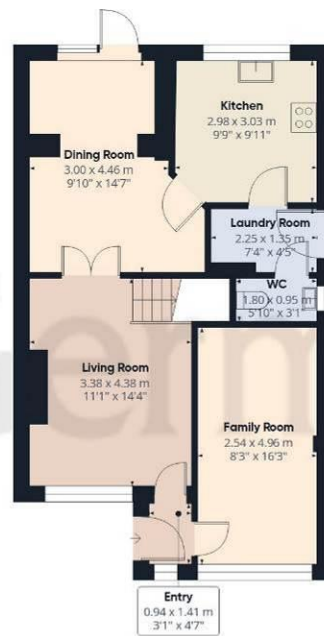 Kitchen
2.98 x 3.03 m
9'9" x 9'11"
Dining Room
3.00 x 4.46 m
9'10" x 14'7"
Laundry Room
2.25 x 1.35 m
7'4" x 4'5"
WC
1.80 x 0.95 m
5'10" x 3'1
Living Room
3.38 x 4.38 m
11'1" x 14'4"
Family Room
2.54 x 4.96 m
8'3" x 16'3"
Entry
0.94 x 1.41 m
3'1" x 4'7"